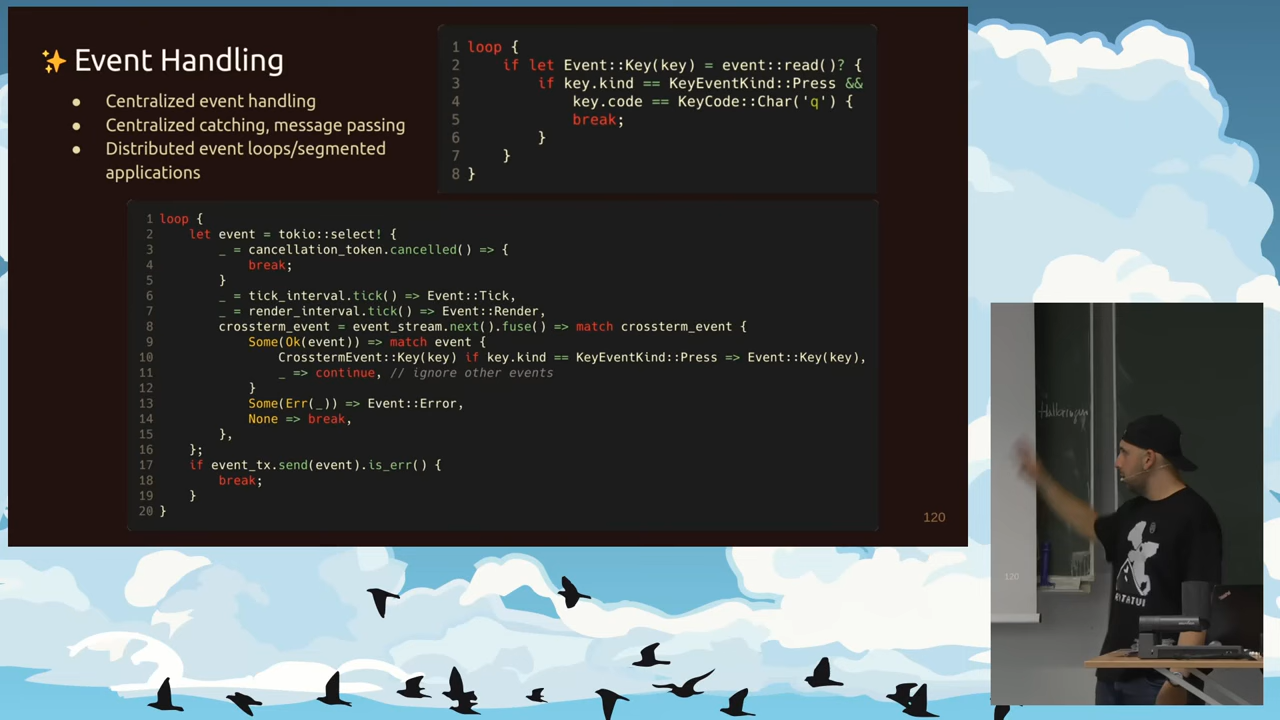 ✨ Event Handling
● Centralized event handling
● Centralized catching, message passing
● Distributed event loops/segmented
applications
1 loop {
2     if let Event::Key(key) = event::read()? {
3         if key.kind == KeyEventKind::Press &&
4             key.code == KeyCode::Char('q') {
5             break;
6         }
7     }
8 }
1 loop {
2     let event = tokio::select! {
3         _ = cancellation_token.cancelled() => {
4             break;
5         }
6         _ = tick_interval.tick() => Event::Tick,
7         _ = render_interval.tick() => Event::Render,
8         crossterm_event = event_stream.next().fuse() => match crossterm_event {
9             Some(Ok(event)) => match event {
10                 CrosstermEvent::Key(key) if key.kind == KeyEventKind::Press => Event::Key(key),
11                 _ => continue, // ignore other events
12             }
13             Some(Err(_)) => Event::Error,
14             None => break,
15         },
16     };
17     if event_tx.send(event).is_err() {
18         break;
19     }
20 }
120
120